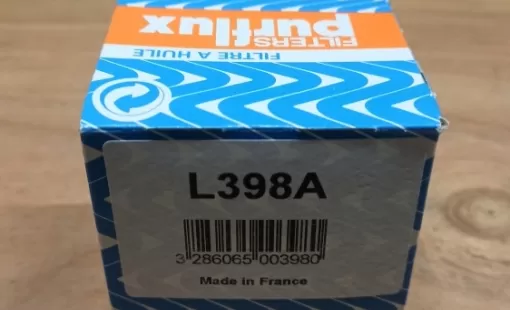 FILTERS
purflux
FILTRE A HUILE
L398A
3 286065 003980
Made in France